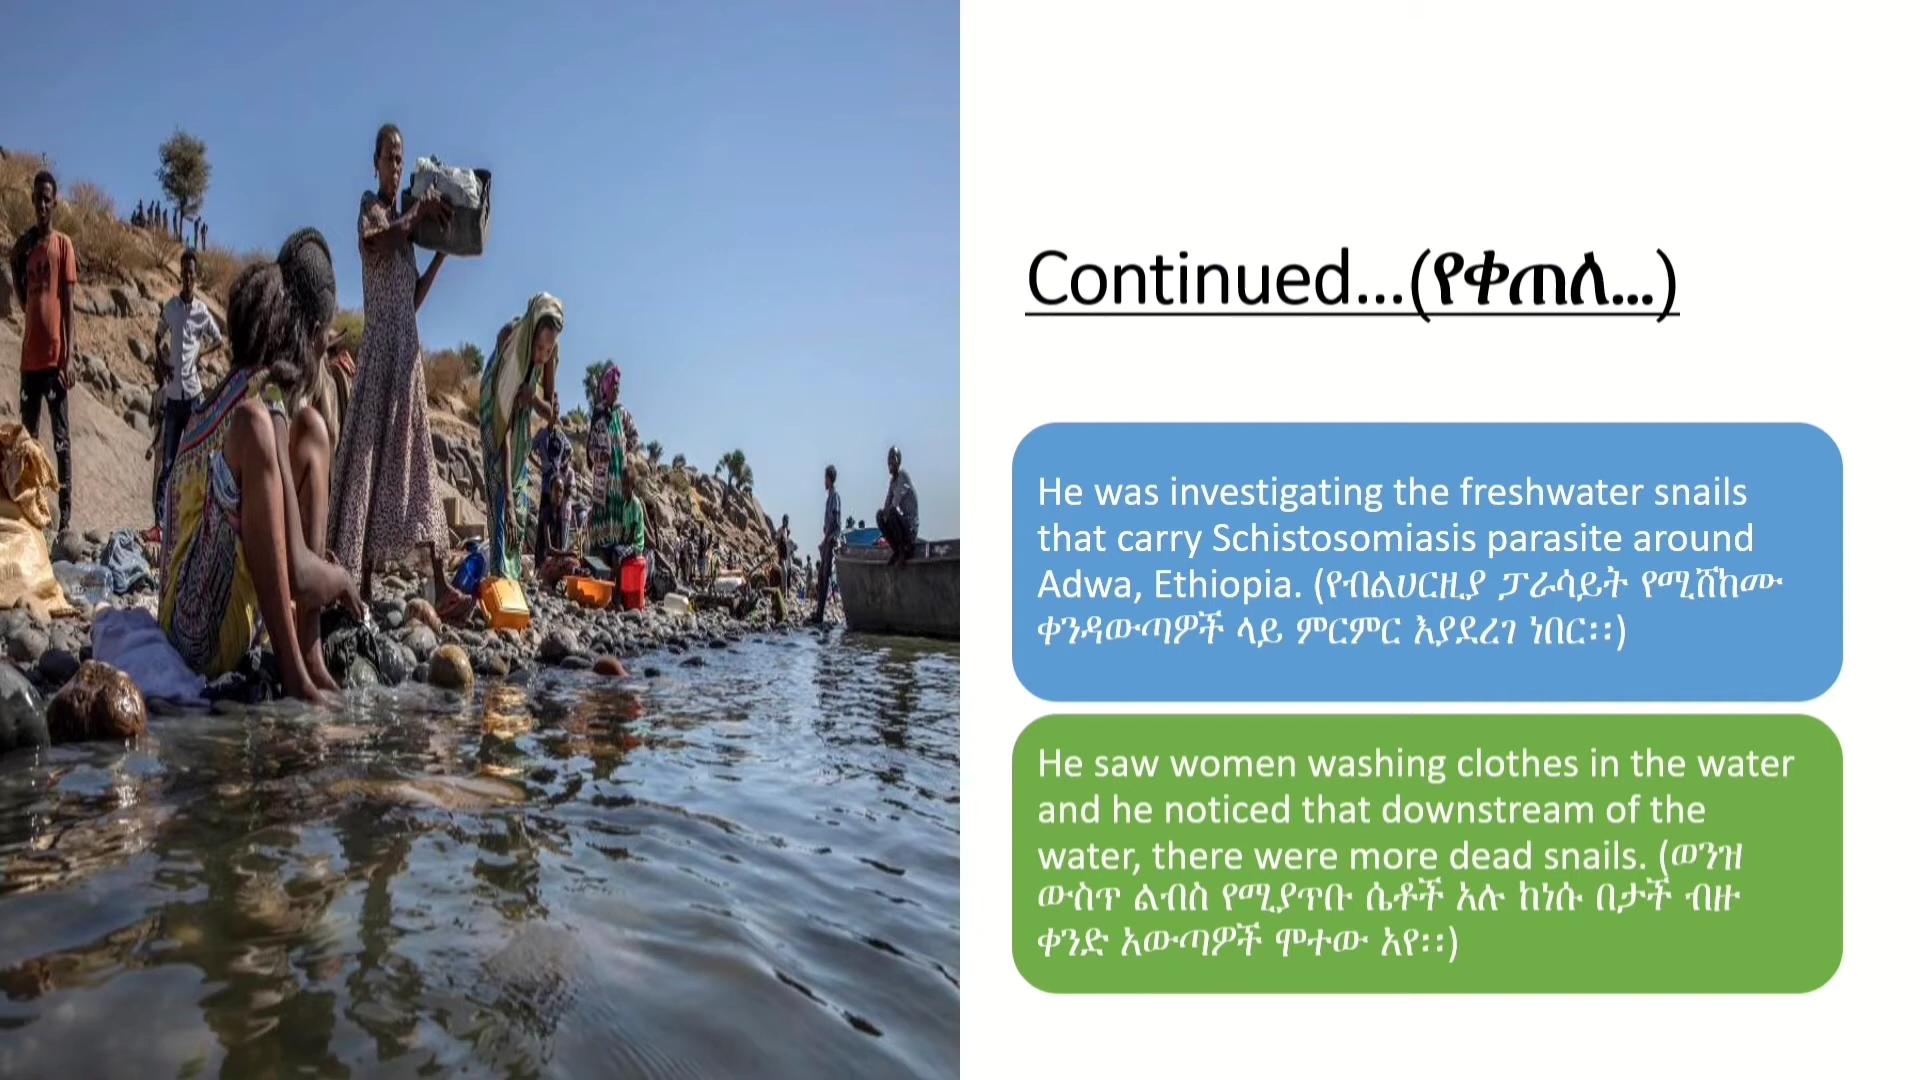 Continued...(የቀጠለ...)
He was investigating the freshwater snails
that carry Schistosomiasis parasite around
Adwa, Ethiopia. (የብልሀርዚያ ፓራሳይት የሚሸከሙ
ቀንዳውጣዎች ላይ ምርምር እያደረገ ነበር፡፡)
He saw women washing clothes in the water
and he noticed that downstream of the
water, there were more dead snails. (ወንዝ
ውስጥ ልብስ የሚያጥቡ ሴቶች አሉ ከነሱ በታች ብዙ
ቀንድ አውጣዎች ሞተው አየ፡፡)